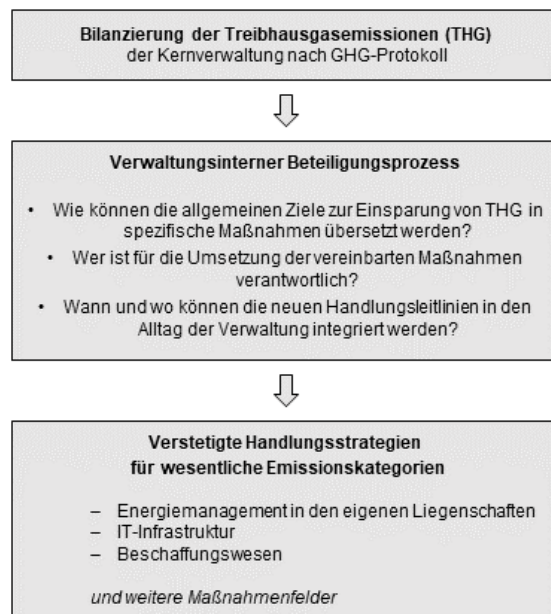 Bilanzierung der Treibhausgasemissionen (THG)
der Kernverwaltung nach GHG-Protokoll
Verwaltungsinterner Beteiligungsprozess
• Wie können die allgemeinen Ziele zur Einsparung von THG in
spezifische Maßnahmen übersetzt werden?
• Wer ist für die Umsetzung der vereinbarten Maßnahmen
verantwortlich?
• Wann und wo können die neuen Handlungsleitlinien in den
Alltag der Verwaltung integriert werden?
Verstetigte Handlungsstrategien
für wesentliche Emissionskategorien
– Energiemanagement in den eigenen Liegenschaften
– IT-Infrastruktur
– Beschaffungswesen
und weitere Maßnahmenfelder